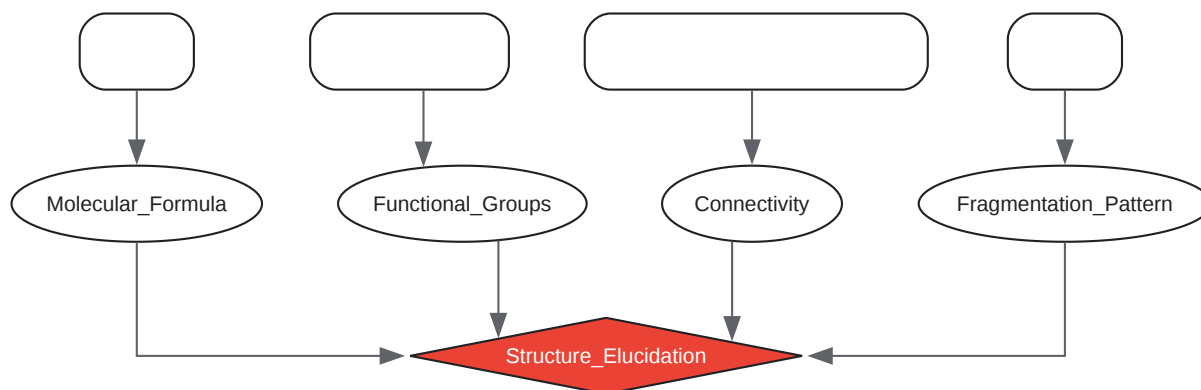 Molecular_Formula
Functional_Groups
Connectivity
Fragmentation_Pattern
Structure_Elucidation